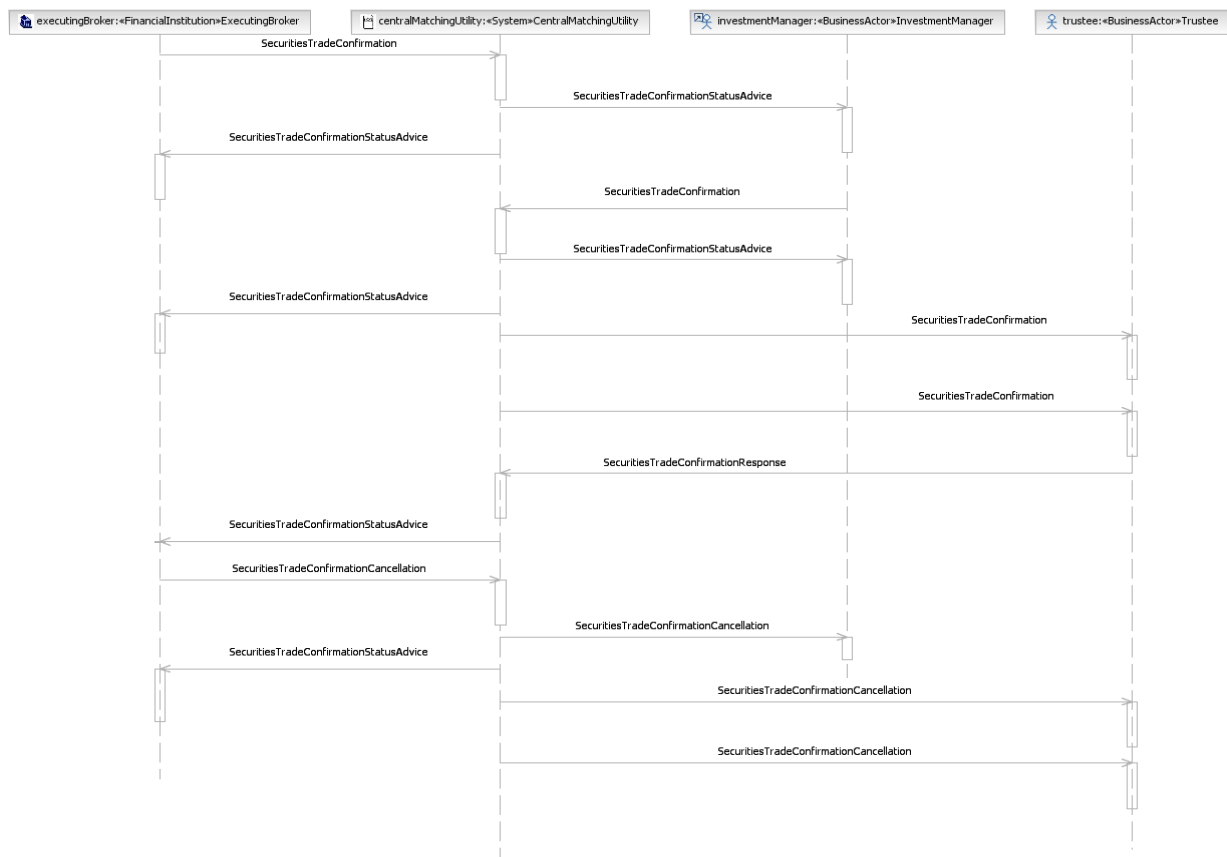 executingBroker:«FinancialInstitution»ExecutingBroker
centralMatchingUtility:«System»CentralMatchingUtility
investmentManager:«BusinessActor»InvestmentManager
trustee:«BusinessActor»Trustee
SecuritiesTradeConfirmation
SecuritiesTradeConfirmationStatusAdvice
SecuritiesTradeConfirmationStatusAdvice
SecuritiesTradeConfirmation
SecuritiesTradeConfirmationStatusAdvice
SecuritiesTradeConfirmationStatusAdvice
SecuritiesTradeConfirmation
SecuritiesTradeConfirmation
SecuritiesTradeConfirmationResponse
SecuritiesTradeConfirmationStatusAdvice
SecuritiesTradeConfirmationCancellation
SecuritiesTradeConfirmationCancellation
SecuritiesTradeConfirmationStatusAdvice
SecuritiesTradeConfirmationCancellation
SecuritiesTradeConfirmationCancellation